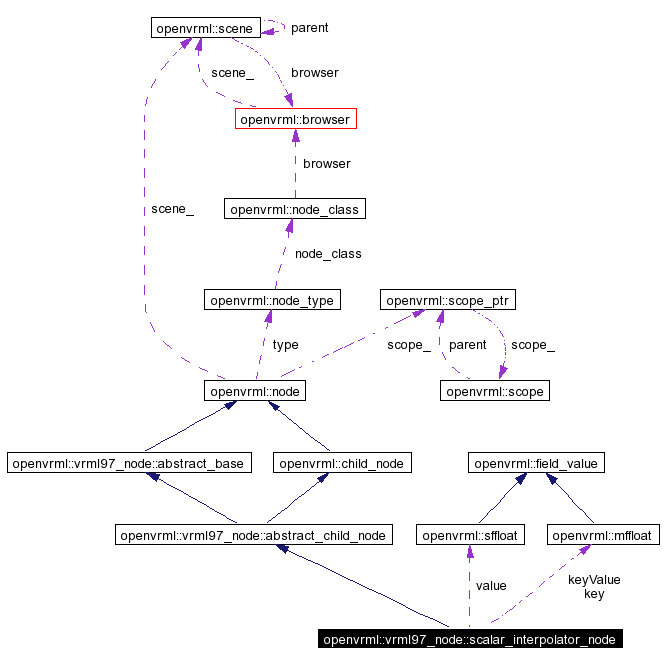 openvrml::scene
parent
scene_
browser
openvrml::browser
browser
openvrml::node_class
scene_
node_class
openvrml::node_type
openvrml::scope_ptr
type
scope_
parent
scope_
openvrml::node
openvrml::scope
openvrml::vrml97_node::abstract_base
openvrml::child_node
openvrml::field_value
openvrml::vrml97_node::abstract_child_node
openvrml::sffloat
openvrml::mffloat
value
keyValue
key
openvrml::vrml97_node::scalar_interpolator_node